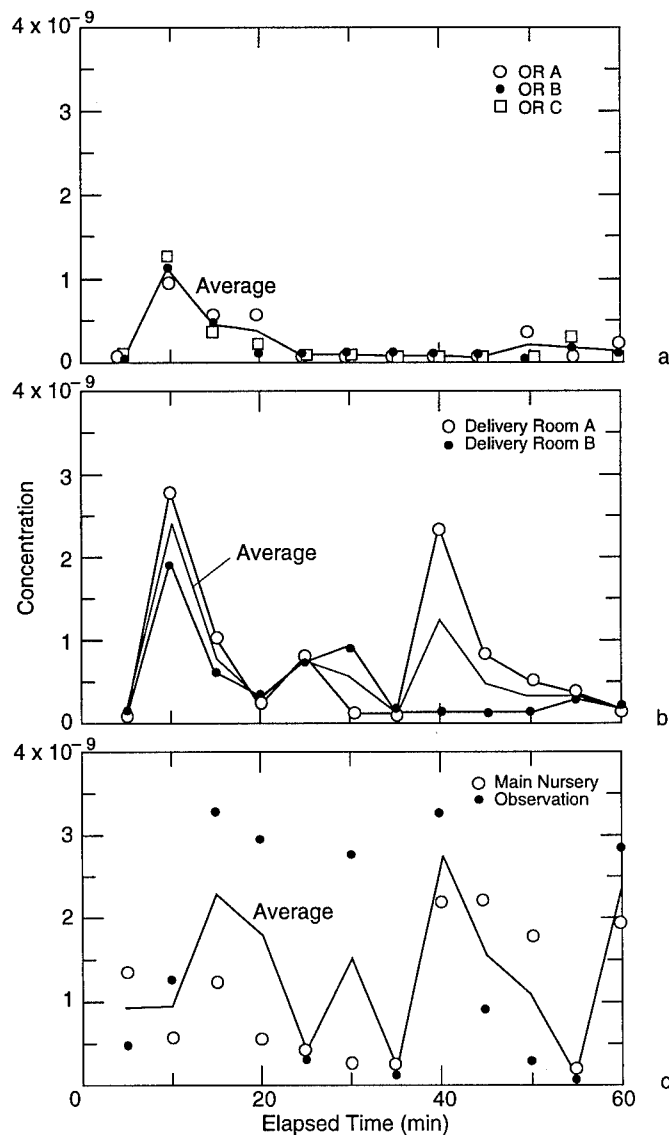 4 x 10⁻⁹
3
2
1
0
OR A
OR B
OR C
Average
a
4 x 10⁻⁹
3
2
1
0
Delivery Room A
Delivery Room B
Average
b
Concentration
4 x 10⁻⁹
3
2
1
0
Main Nursery
Observation
Average
c
20
40
60
Elapsed Time (min)